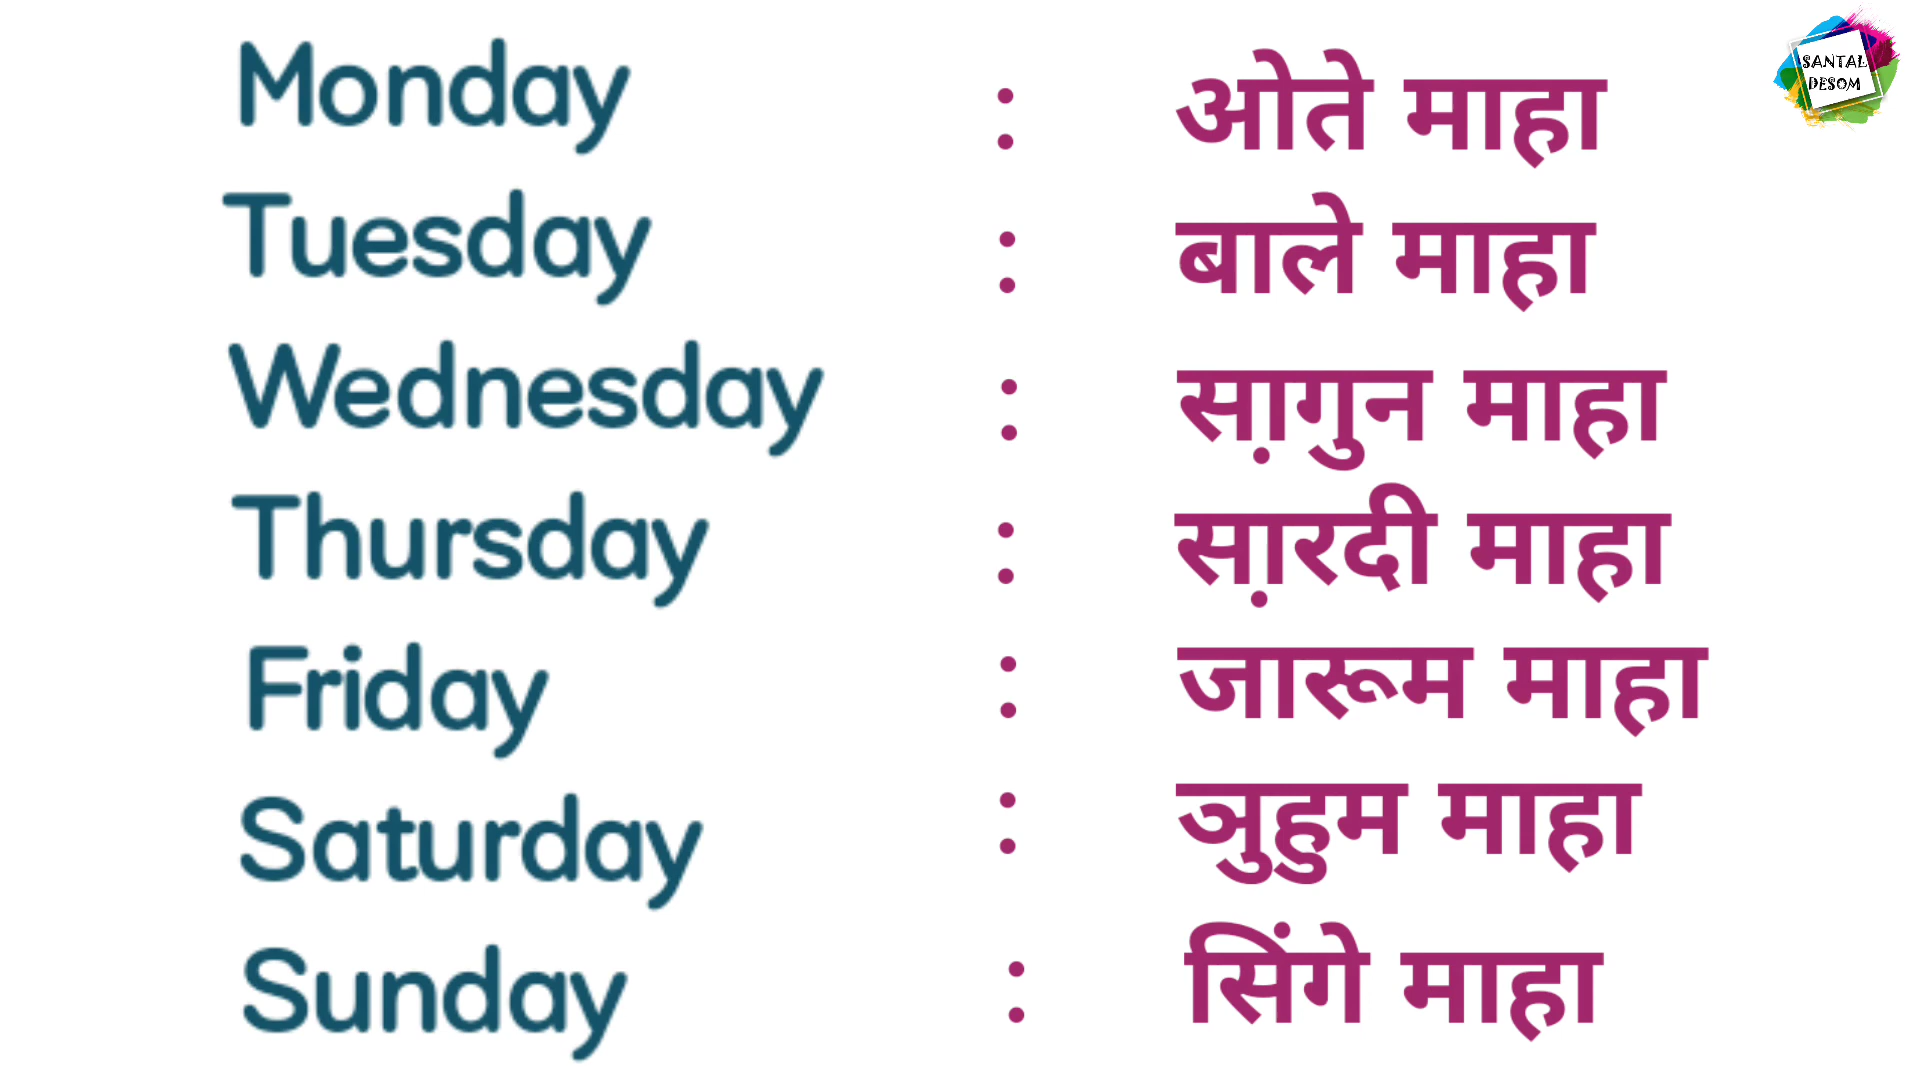 SANTAL
DESOM
Monday : ओते माहा
Tuesday : बाले माहा
Wednesday : सा़गुन माहा
Thursday : सा़रदी माहा
Friday : जारूम माहा
Saturday : ञुहुम माहा
Sunday : सिंगे माहा